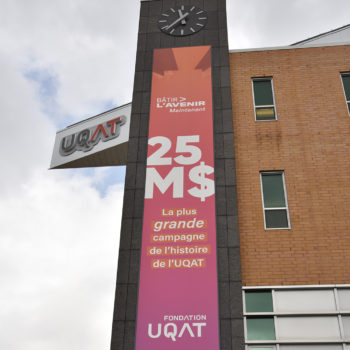 UQAT
BÂTIR
L'AVENIR
Maintenant
25
M$
La plus
grande
campagne
de l'histoire
de l'UQAT
FONDATION
UQAT